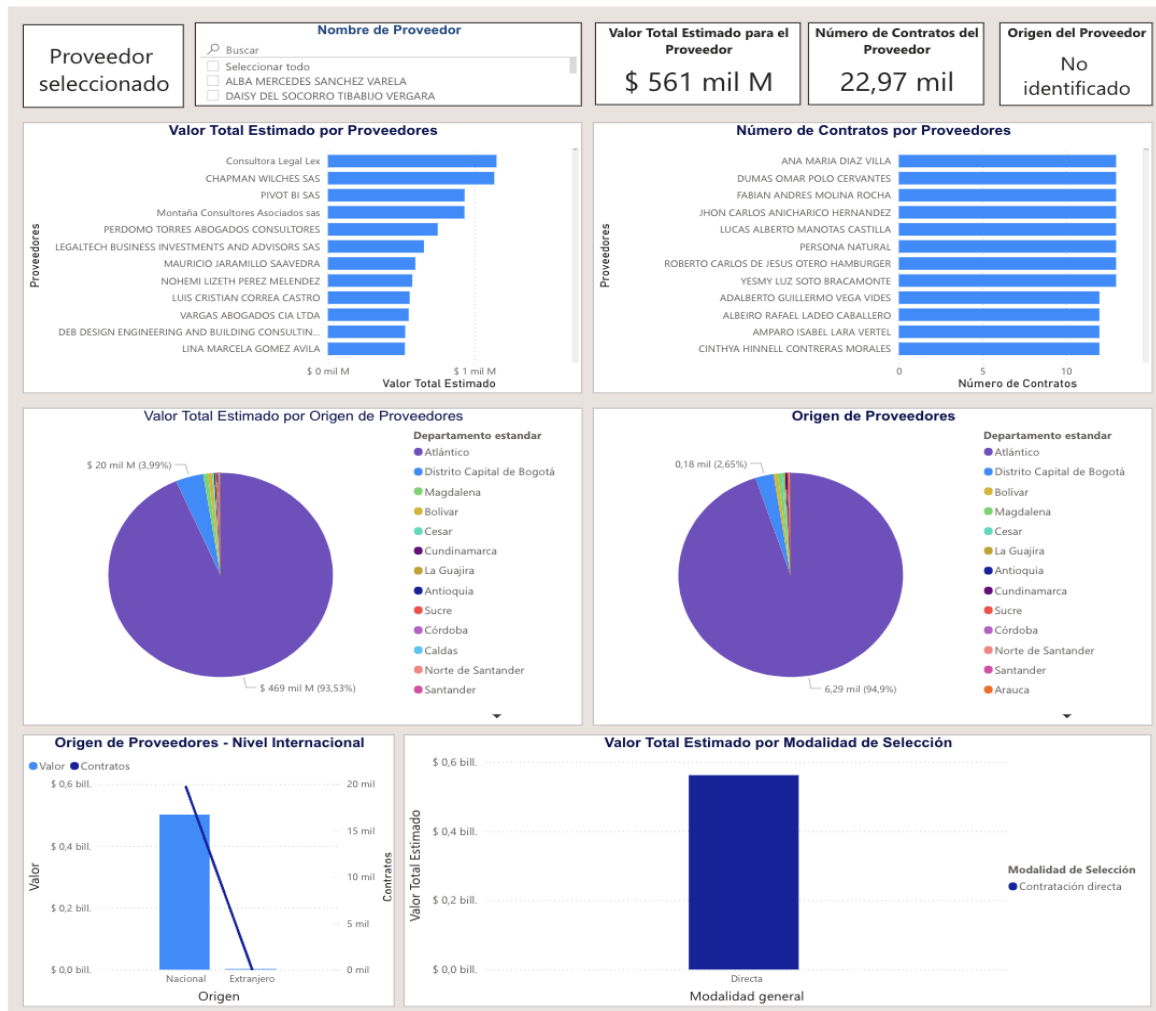 Proveedor
seleccionado
Nombre de Proveedor
Buscar
Seleccionar todo
ALBA MERCEDES SANCHEZ VARELA
DAISY DEL SOCORRO TIBABIJO VERGARA
Valor Total Estimado para el
Proveedor
$ 561 mil M
Número de Contratos del
Proveedor
22,97 mil
Origen del Proveedor
No
identificado
Valor Total Estimado por Proveedores
Proveedores
Consultora Legal Lex
CHAPMAN WILCHES SAS
PIVOT BI SAS
Montaña Consultores Asociados sas
PERDOMO TORRES ABOGADOS CONSULTORES
LEGALTECH BUSINESS INVESTMENTS AND ADVISORS SAS
MAURICIO JARAMILLO SAAVEDRA
NOHEMI LIZETH PEREZ MELENDEZ
LUIS CRISTIAN CORREA CASTRO
VARGAS ABOGADOS CIA LTDA
DEB DESIGN ENGINEERING AND BUILDING CONSULTIN...
LINA MARCELA GOMEZ AVILA
$ 0 mil M $ 1 mil M
Valor Total Estimado
Número de Contratos por Proveedores
Proveedores
ANA MARIA DIAZ VILLA
DUMAS OMAR POLO CERVANTES
FABIAN ANDRES MOLINA ROCHA
JHON CARLOS ANICHARICO HERNANDEZ
LUCAS ALBERTO MANOTAS CASTILLA
PERSONA NATURAL
ROBERTO CARLOS DE JESUS OTERO HAMBURGER
YESMY LUZ SOTO BRACAMONTE
ADALBERTO GUILLERMO VEGA VIDES
ALBEIRO RAFAEL LADEO CABALLERO
AMPARO ISABEL LARA VERTEL
CINTHYA HINNELL CONTRERAS MORALES
0 5 10
Número de Contratos
Valor Total Estimado por Origen de Proveedores
$ 20 mil M (3,99%)
$ 469 mil M (93,53%)
Departamento estandar
Atlántico
Distrito Capital de Bogotá
Magdalena
Bolívar
Cesar
Cundinamarca
La Guajira
Antioquia
Sucre
Córdoba
Caldas
Norte de Santander
Santander
Origen de Proveedores
0,18 mil (2,65%)
6,29 mil (94,9%)
Departamento estandar
Atlántico
Distrito Capital de Bogotá
Bolívar
Magdalena
Cesar
La Guajira
Antioquia
Cundinamarca
Sucre
Córdoba
Norte de Santander
Santander
Arauca
Origen de Proveedores - Nivel Internacional
Valor Contratos
Valor
$ 0,6 bill.
$ 0,4 bill.
$ 0,2 bill.
$ 0,0 bill.
20 mil
15 mil
10 mil
5 mil
0 mil
Contratos
Nacional Extranjero
Origen
Valor Total Estimado por Modalidad de Selección
Valor Total Estimado
$ 0,6 bill.
$ 0,4 bill.
$ 0,2 bill.
$ 0,0 bill.
Directa
Modalidad general
Modalidad de Selección
Contratación directa